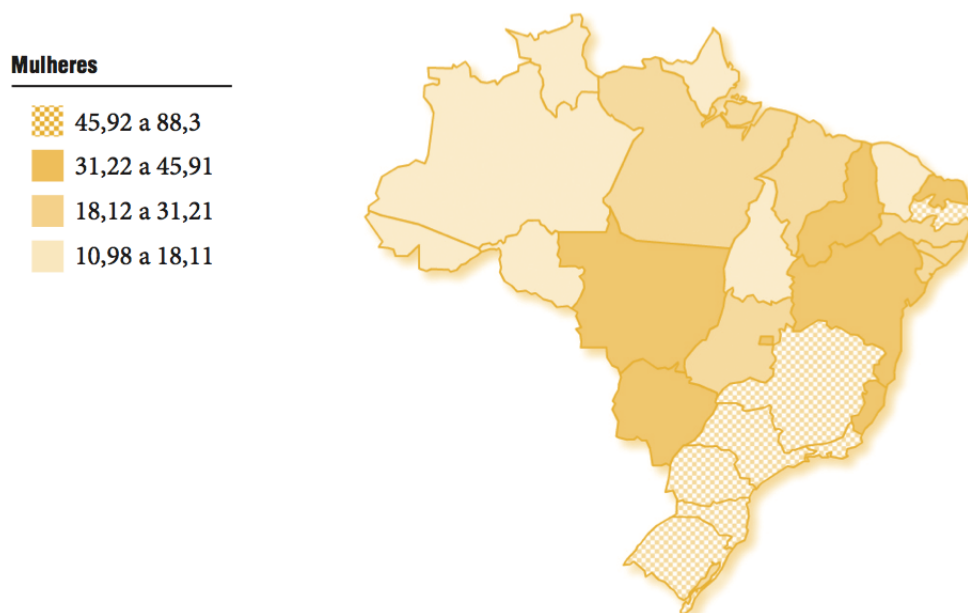 Mulheres
45,92 a 88,3
31,22 a 45,91
18,12 a 31,21
10,98 a 18,11